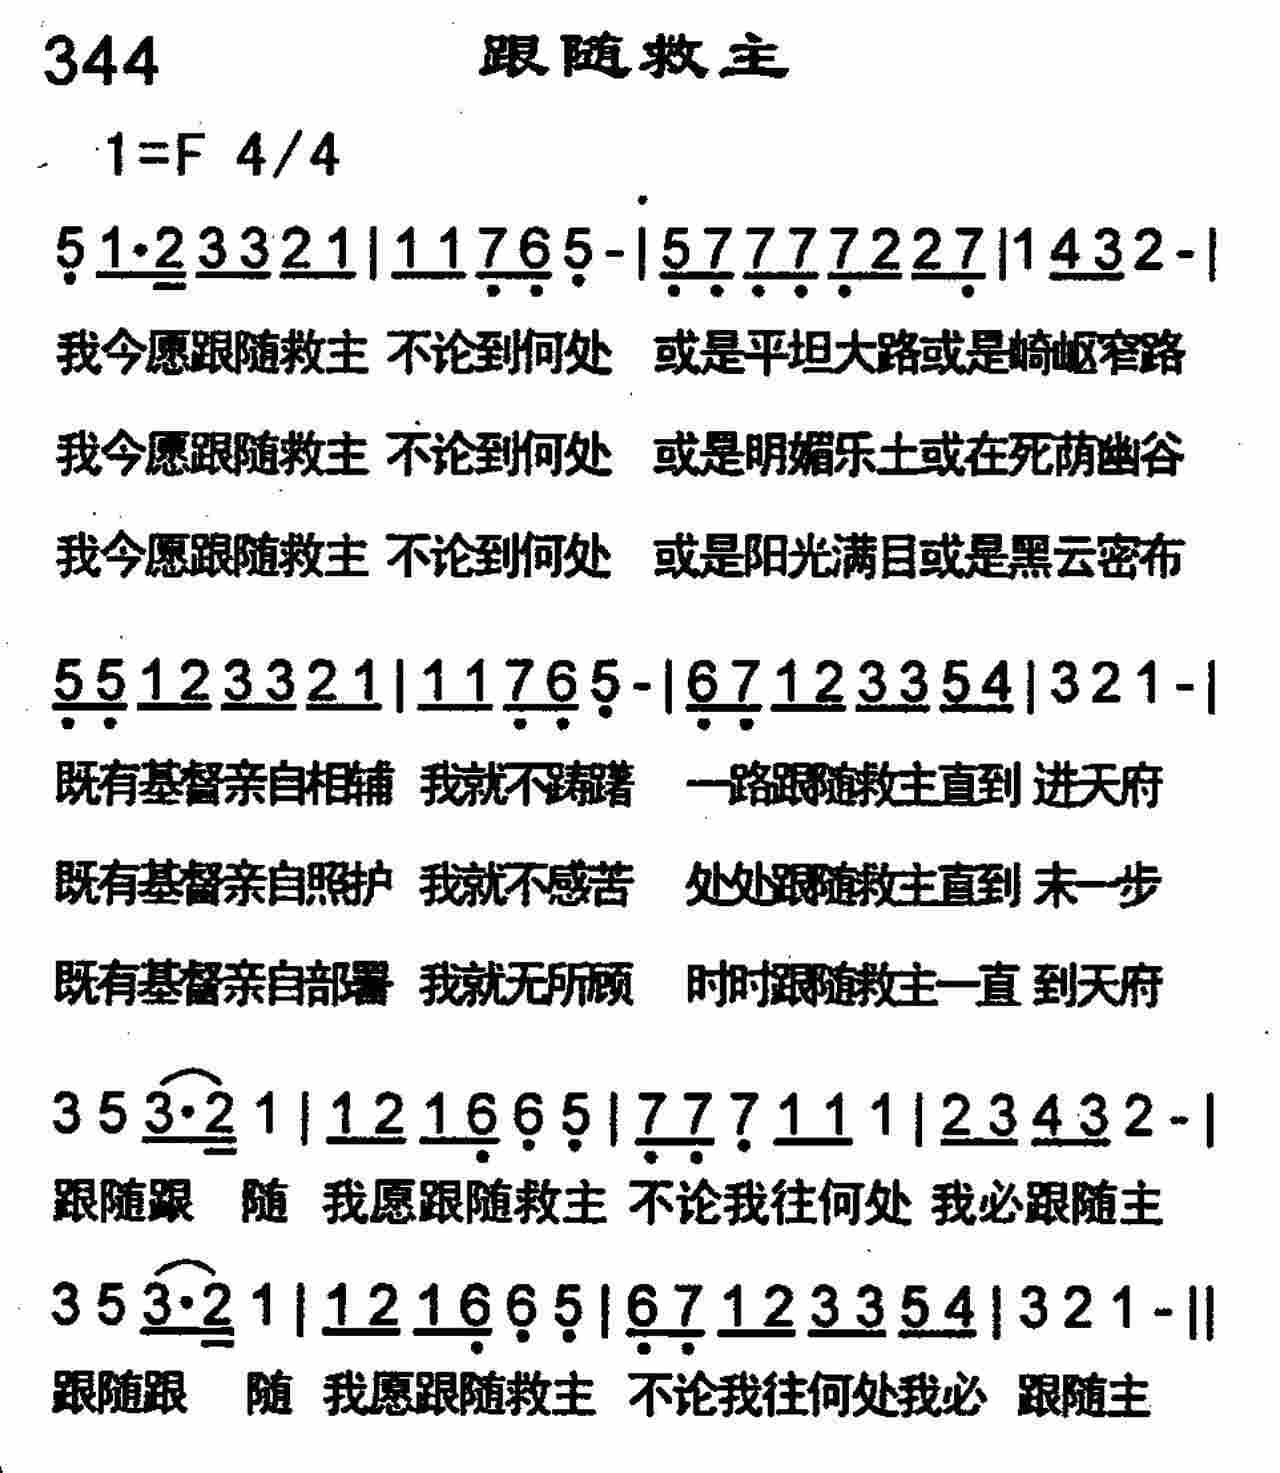 344 跟随救主
1=F 4/4
5 1·2 3 3 2 1 | 1 1 7 6 5 - | 5 7 7 7 7 2 2 7 | 1 4 3 2 - |
我今愿跟随救主 不论到何处 或是平坦大路或是崎岖窄路
我今愿跟随救主 不论到何处 或是明媚乐土或在死荫幽谷
我今愿跟随救主 不论到何处 或是阳光满目或是黑云密布
5 5 1 2 3 3 2 1 | 1 1 7 6 5 - | 6 7 1 2 3 3 5 4 | 3 2 1 - |
既有基督亲自相辅 我就不踌躇 一路跟随救主直到 进天府
既有基督亲自照护 我就不感苦 处处跟随救主直到 末一步
既有基督亲自部署 我就无所顾 时时跟随救主一直 到天府
3 5 3·2 1 | 1 2 1 6 6 5 | 7 7 7 1 1 1 | 2 3 4 3 2 - |
跟随跟 随 我愿跟随救主 不论我往何处 我必跟随主
3 5 3·2 1 | 1 2 1 6 6 5 | 6 7 1 2 3 3 5 4 | 3 2 1 - ||
跟随跟 随 我愿跟随救主 不论我往何处我必 跟随主